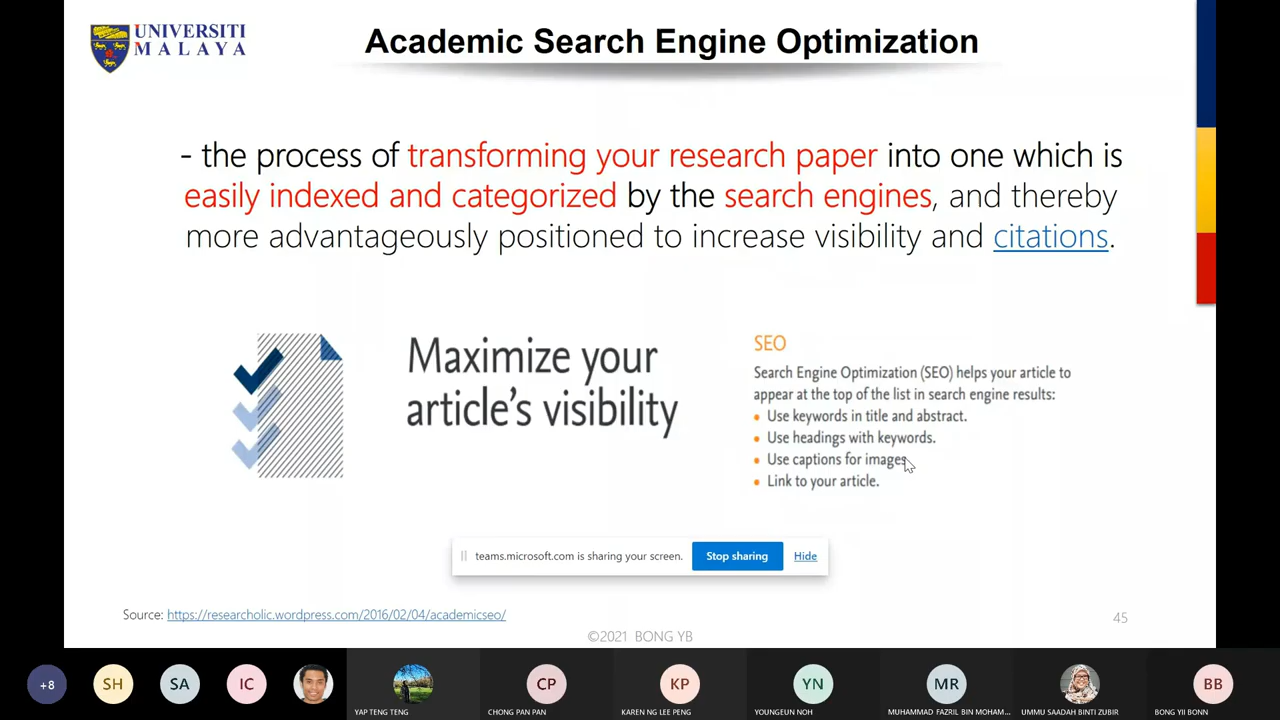 UNIVERSITI
MALAYA
Academic Search Engine Optimization
- the process of transforming your research paper into one which is
easily indexed and categorized by the search engines, and thereby
more advantageously positioned to increase visibility and citations.
Maximize your
article's visibility
SEO
Search Engine Optimization (SEO) helps your article to
appear at the top of the list in search engine results:
• Use keywords in title and abstract.
• Use headings with keywords.
• Use captions for images.
• Link to your article.
teams.microsoft.com is sharing your screen.
Stop sharing
Hide
Source: https://researcholic.wordpress.com/2016/02/04/academicseo/
45
©2021 BONG YB
+8
SH
SA
IC
CP
KP
YN
MR
BB
YAP TENG TENG
CHONG PAN PAN
KAREN NG LEE PENG
YOUNGEUN NOH
MUHAMMAD FAZRIL BIN MOHAM...
UMMU SAADAH BINTI ZUBIR
BONG YII BONN